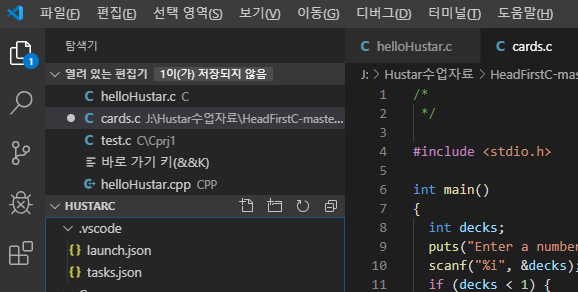 파일(F) 편집(E) 선택 영역(S) 보기(V) 이동(G) 디버그(D) 터미널(T) 도움말(H)
탐색기
열려 있는 편집기 1이(가) 저장되지 않음
helloHustar.c C
cards.c J:\Hustar수업자료\HeadFirstC-maste...
test.c C\Cprj1
바로 가기 키(&&K)
helloHustar.cpp CPP
HUSTARC
.vscode
launch.json
tasks.json
helloHustar.c cards.c
J: > Hustar수업자료 > HeadFirstC-mas
1 /*
2 */
3
4 #include <stdio.h>
5
6 int main()
7 {
8 int decks;
9 puts("Enter a number
10 scanf("%i", &decks);
11 if (decks < 1) {
1